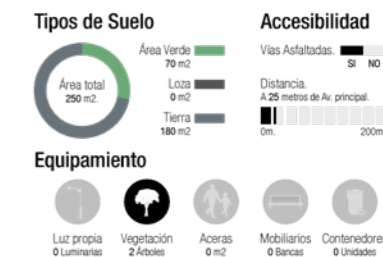 Tipos de Suelo
Área total
250 m2.
Área Verde
70 m2
Loza
0 m2
Tierra
180 m2
Accesibilidad
Vías Asfaltadas.
SI NO
Distancia.
A 25 metros de Av. principal.
0m. 200m
Equipamiento
Luz propia
0 Luminarias
Vegetación
2 Árboles
Aceras
0 m2
Mobiliarios
0 Bancas
Contenedores
0 Unidades